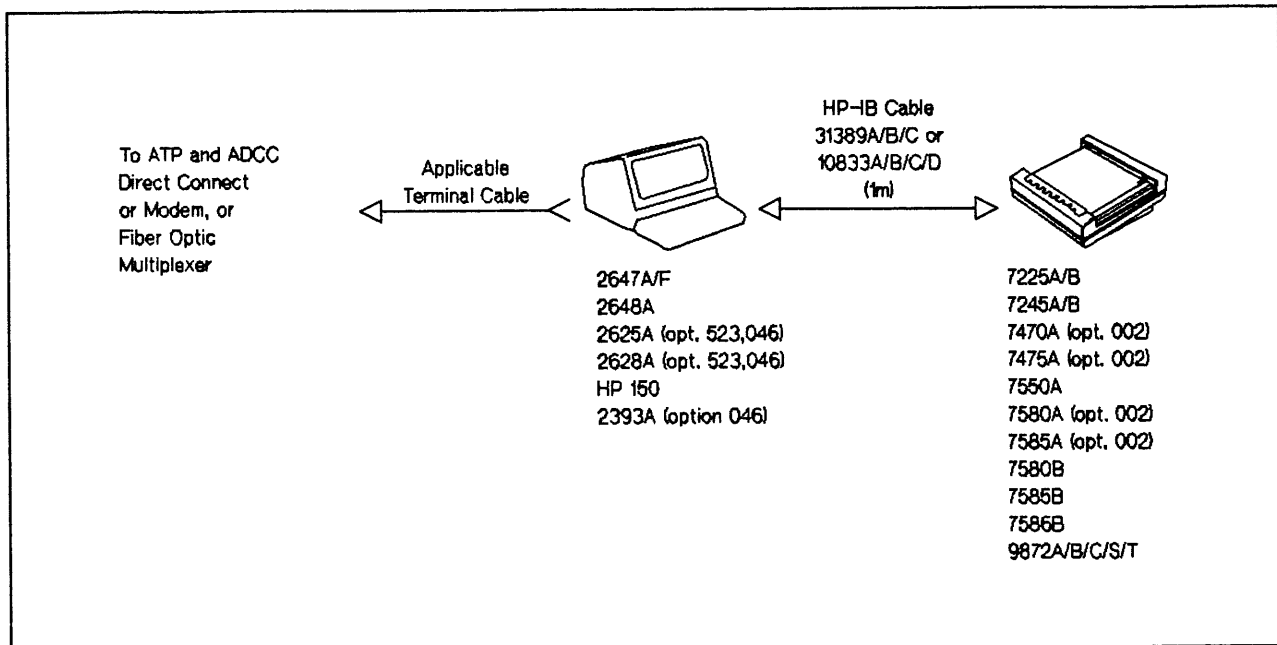 To ATP and ADCC
Direct Connect
or Modem, or
Fiber Optic
Multiplexer
Applicable
Terminal Cable
HP-IB Cable
31389A/B/C or
10833A/B/C/D
(1m)
2647A/F
2648A
2625A (opt. 523,046)
2628A (opt. 523,046)
HP 150
2393A (option 046)
7225A/B
7245A/B
7470A (opt. 002)
7475A (opt. 002)
7550A
7580A (opt. 002)
7585A (opt. 002)
7580B
7585B
7586B
9872A/B/C/S/T